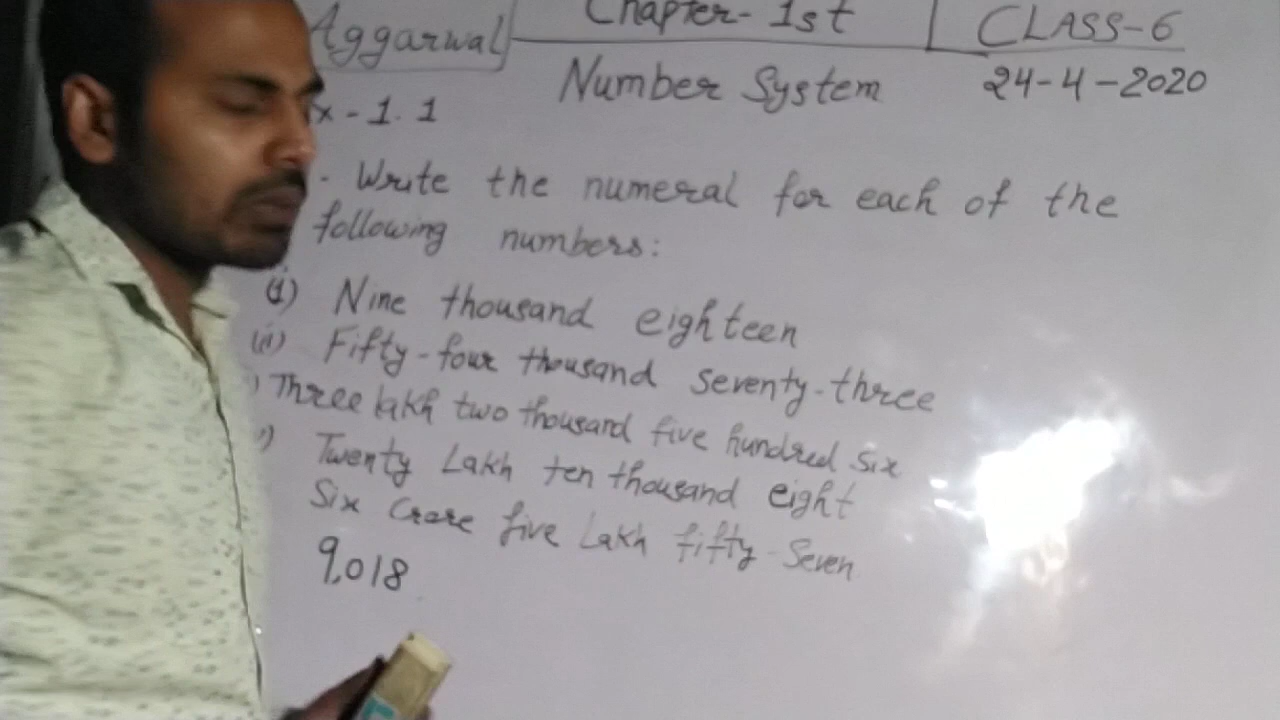 Aggarwal Chapter- 1st CLASS-6
Number System 24-4-2020
x - 1.1
- Write the numeral for each of the
following numbers:
(i) Nine thousand eighteen
(ii) Fifty-four thousand seventy-three
) Three lakh two thousand five hundred six
) Twenty Lakh ten thousand eight
Six Crore five Lakh fifty-Seven
9,018